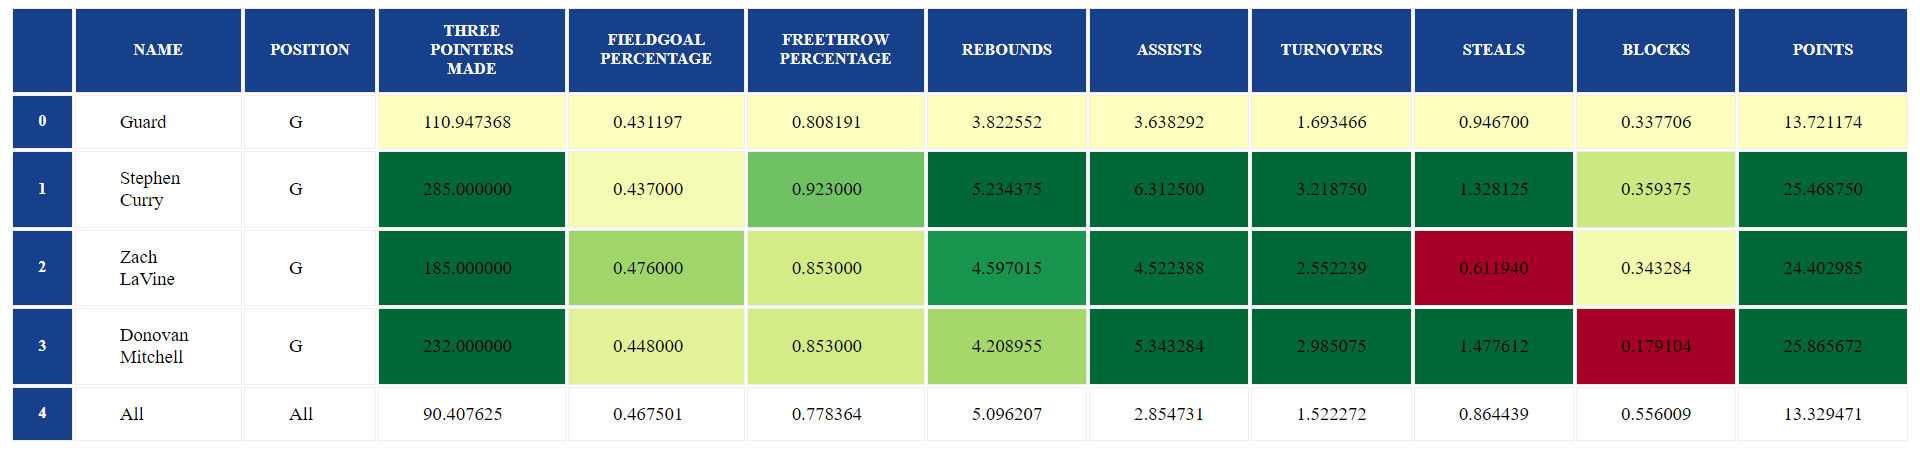 NAME POSITION THREE POINTERS MADE FIELDGOAL PERCENTAGE FREETHROW PERCENTAGE REBOUNDS ASSISTS TURNOVERS STEALS BLOCKS POINTS
0 Guard G 110.947368 0.431197 0.808191 3.822552 3.638292 1.693466 0.946700 0.337706 13.721174
1 Stephen Curry G 285.000000 0.437000 0.923000 5.234375 6.312500 3.218750 1.328125 0.359375 25.468750
2 Zach LaVine G 185.000000 0.476000 0.853000 4.597015 4.522388 2.552239 0.611940 0.343284 24.402985
3 Donovan Mitchell G 232.000000 0.448000 0.853000 4.208955 5.343284 2.985075 1.477612 0.179104 25.865672
4 All All 90.407625 0.467501 0.778364 5.096207 2.854731 1.522272 0.864439 0.556009 13.329471